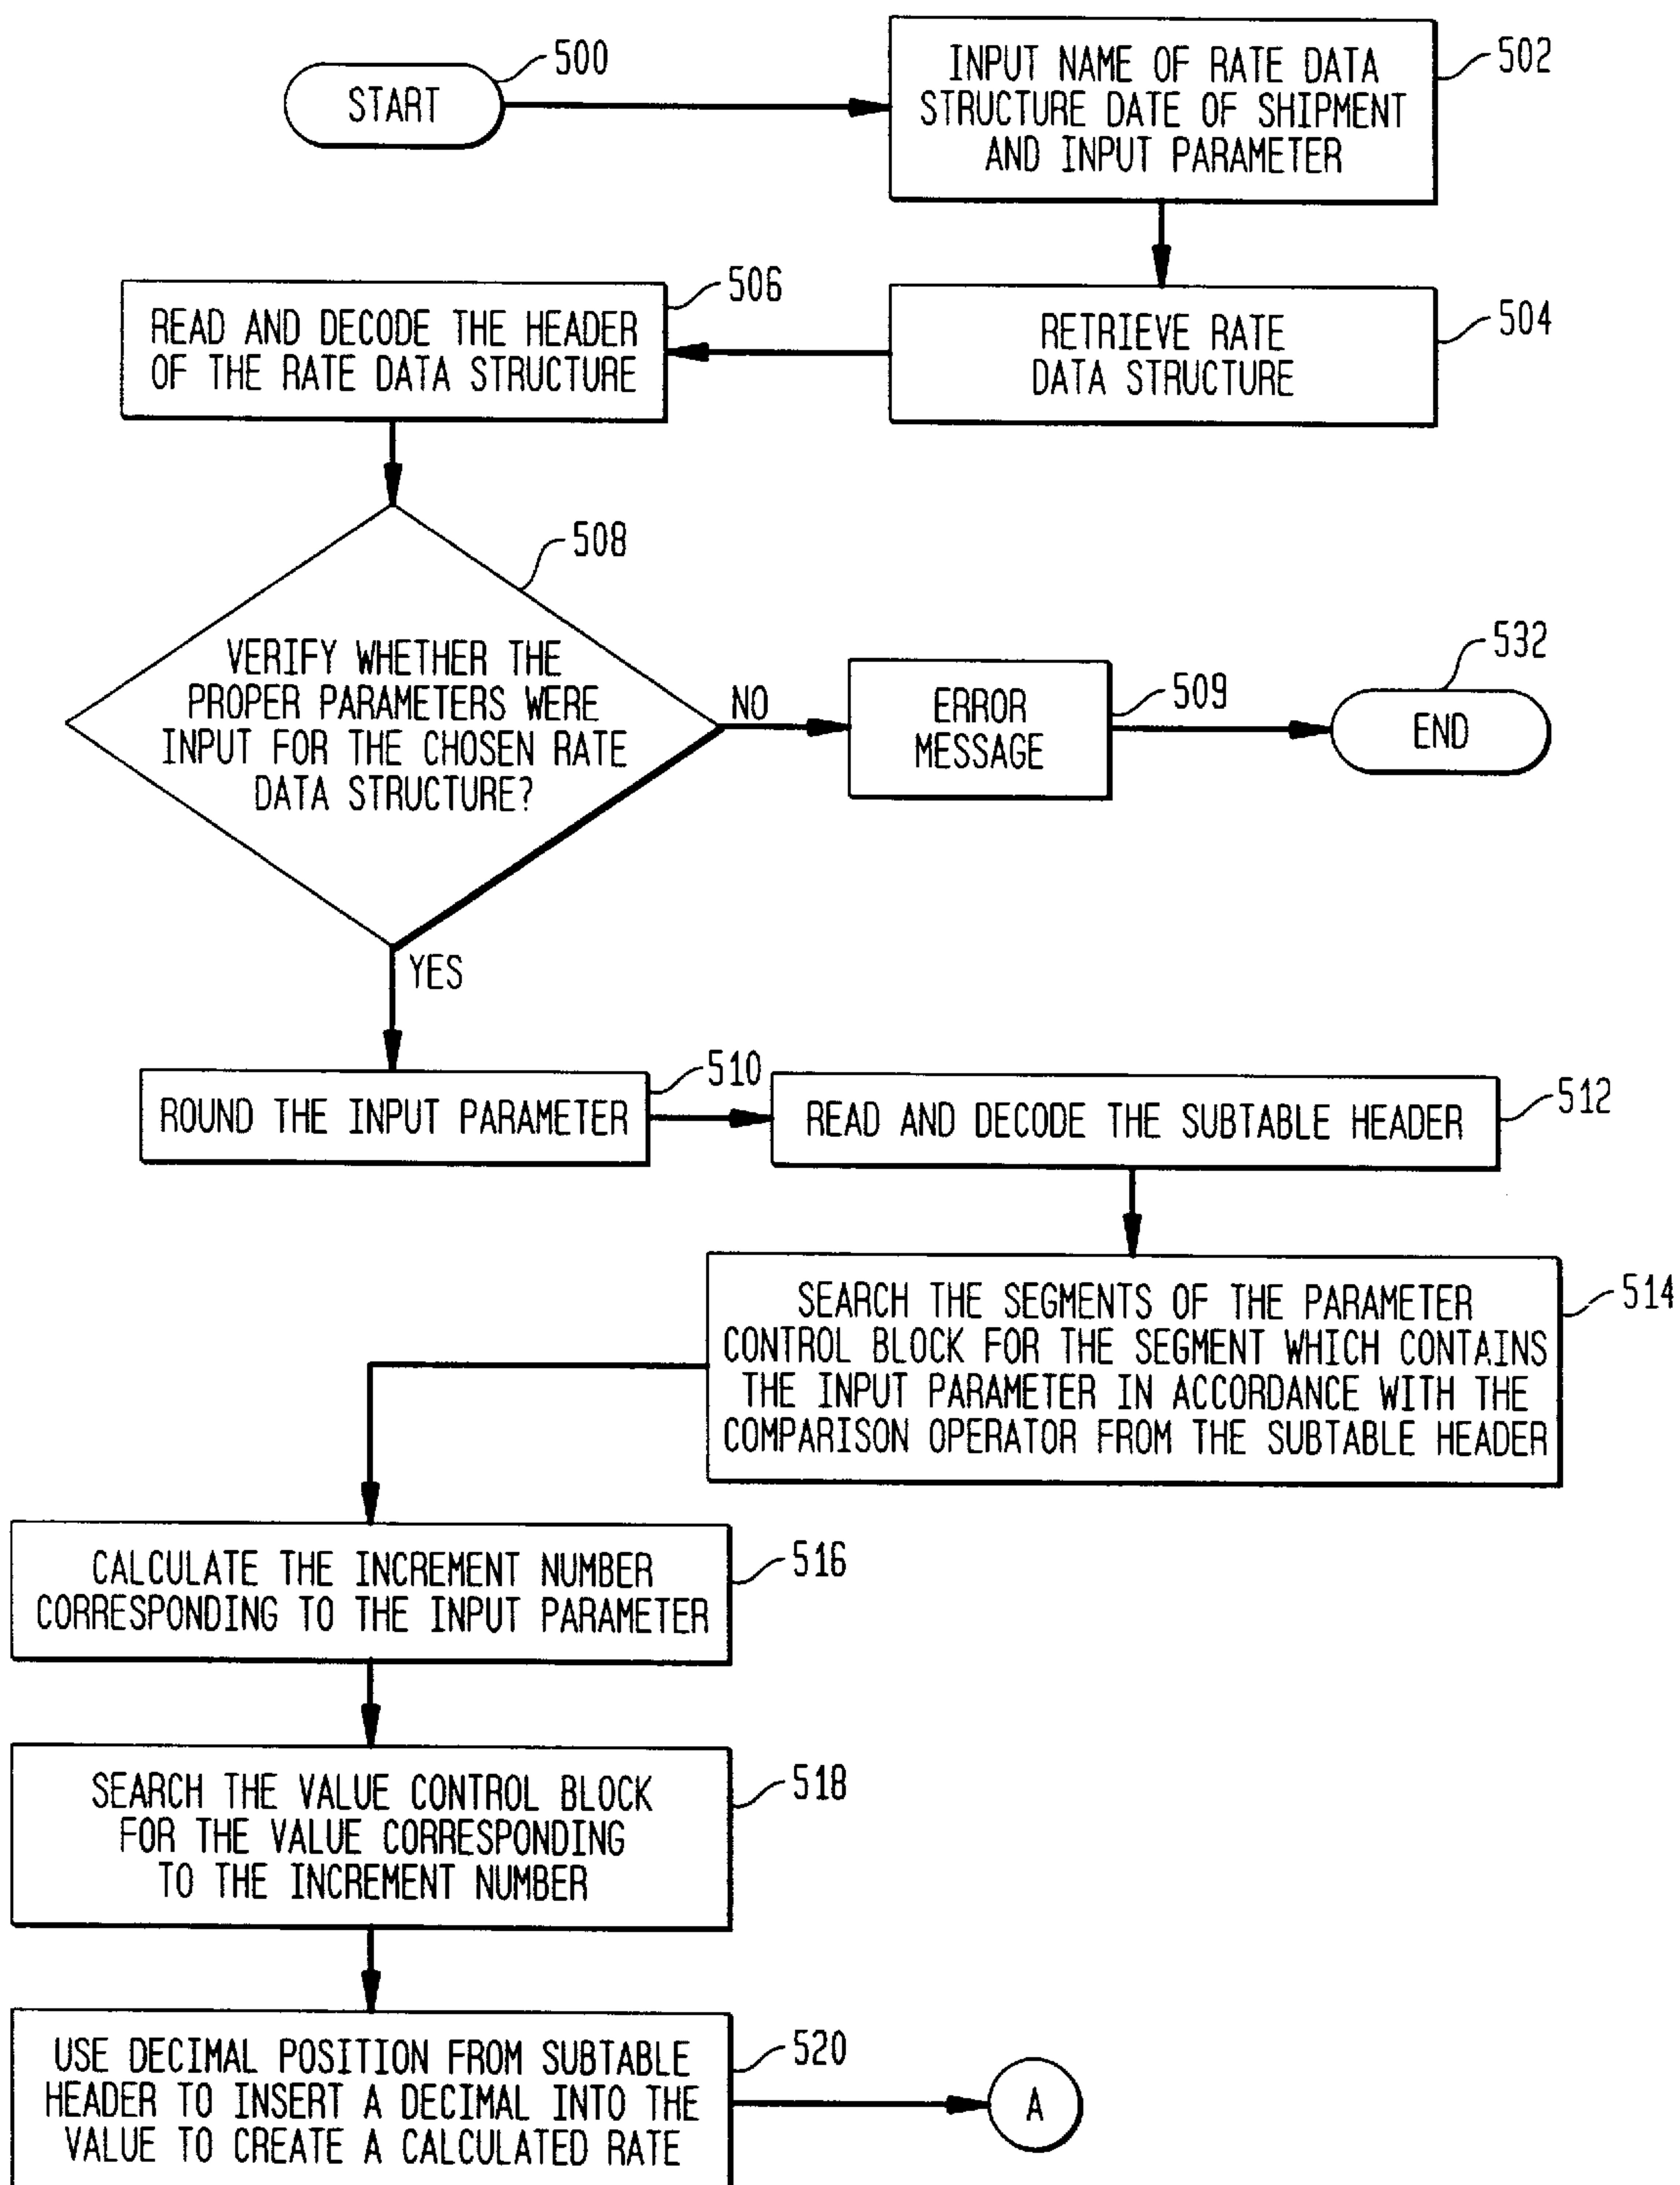 500
START
502
INPUT NAME OF RATE DATA
STRUCTURE DATE OF SHIPMENT
AND INPUT PARAMETER
504
RETRIEVE RATE
DATA STRUCTURE
506
READ AND DECODE THE HEADER
OF THE RATE DATA STRUCTURE
508
VERIFY WHETHER THE
PROPER PARAMETERS WERE
INPUT FOR THE CHOSEN RATE
DATA STRUCTURE?
NO
ERROR
MESSAGE
509
532
END
YES
510
ROUND THE INPUT PARAMETER
512
READ AND DECODE THE SUBTABLE HEADER
514
SEARCH THE SEGMENTS OF THE PARAMETER
CONTROL BLOCK FOR THE SEGMENT WHICH CONTAINS
THE INPUT PARAMETER IN ACCORDANCE WITH THE
COMPARISON OPERATOR FROM THE SUBTABLE HEADER
516
CALCULATE THE INCREMENT NUMBER
CORRESPONDING TO THE INPUT PARAMETER
518
SEARCH THE VALUE CONTROL BLOCK
FOR THE VALUE CORRESPONDING
TO THE INCREMENT NUMBER
520
USE DECIMAL POSITION FROM SUBTABLE
HEADER TO INSERT A DECIMAL INTO THE
VALUE TO CREATE A CALCULATED RATE
A